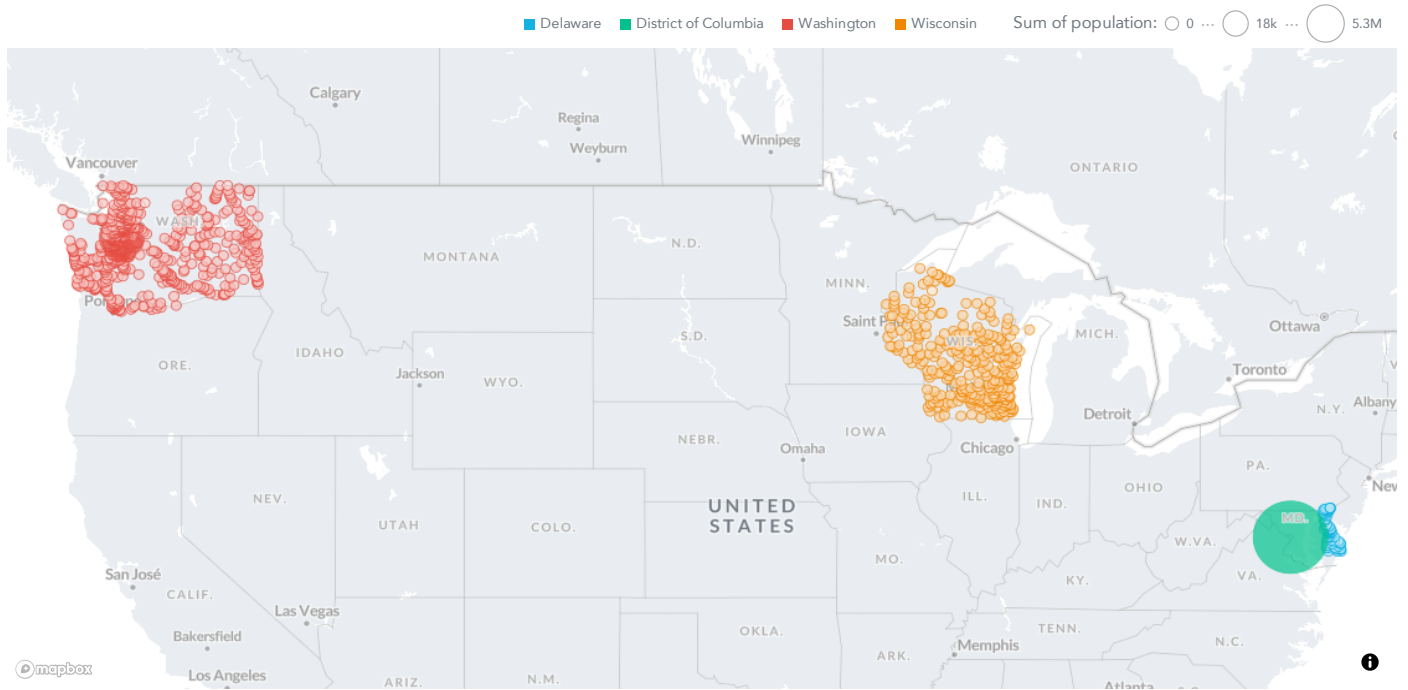 Delaware District of Columbia Washington Wisconsin Sum of population: 0 ··· 18k ··· 5.3M
Calgary
Regina
Winnipeg
Weyburn
Vancouver
ONTARIO
WASH.
N.D.
MONTANA
MINN.
Saint P
Ottawa
MICH.
S.D.
WIS.
IDAHO
ORE.
Toronto
Jackson
WYO.
N.Y.
Albany
Detroit
IOWA
NEBR.
Omaha
Chicago
PA.
New
OHIO
ILL.
NEV.
IND.
UNITED
STATES
MD.
UTAH
COLO.
W.VA.
MO.
San José
VA.
KY.
CALIF.
Las Vegas
TENN.
OKLA.
Bakersfield
N.C.
Memphis
ARK.
mapbox
Los Angeles
N.M.
ARIZ.
Atlanta